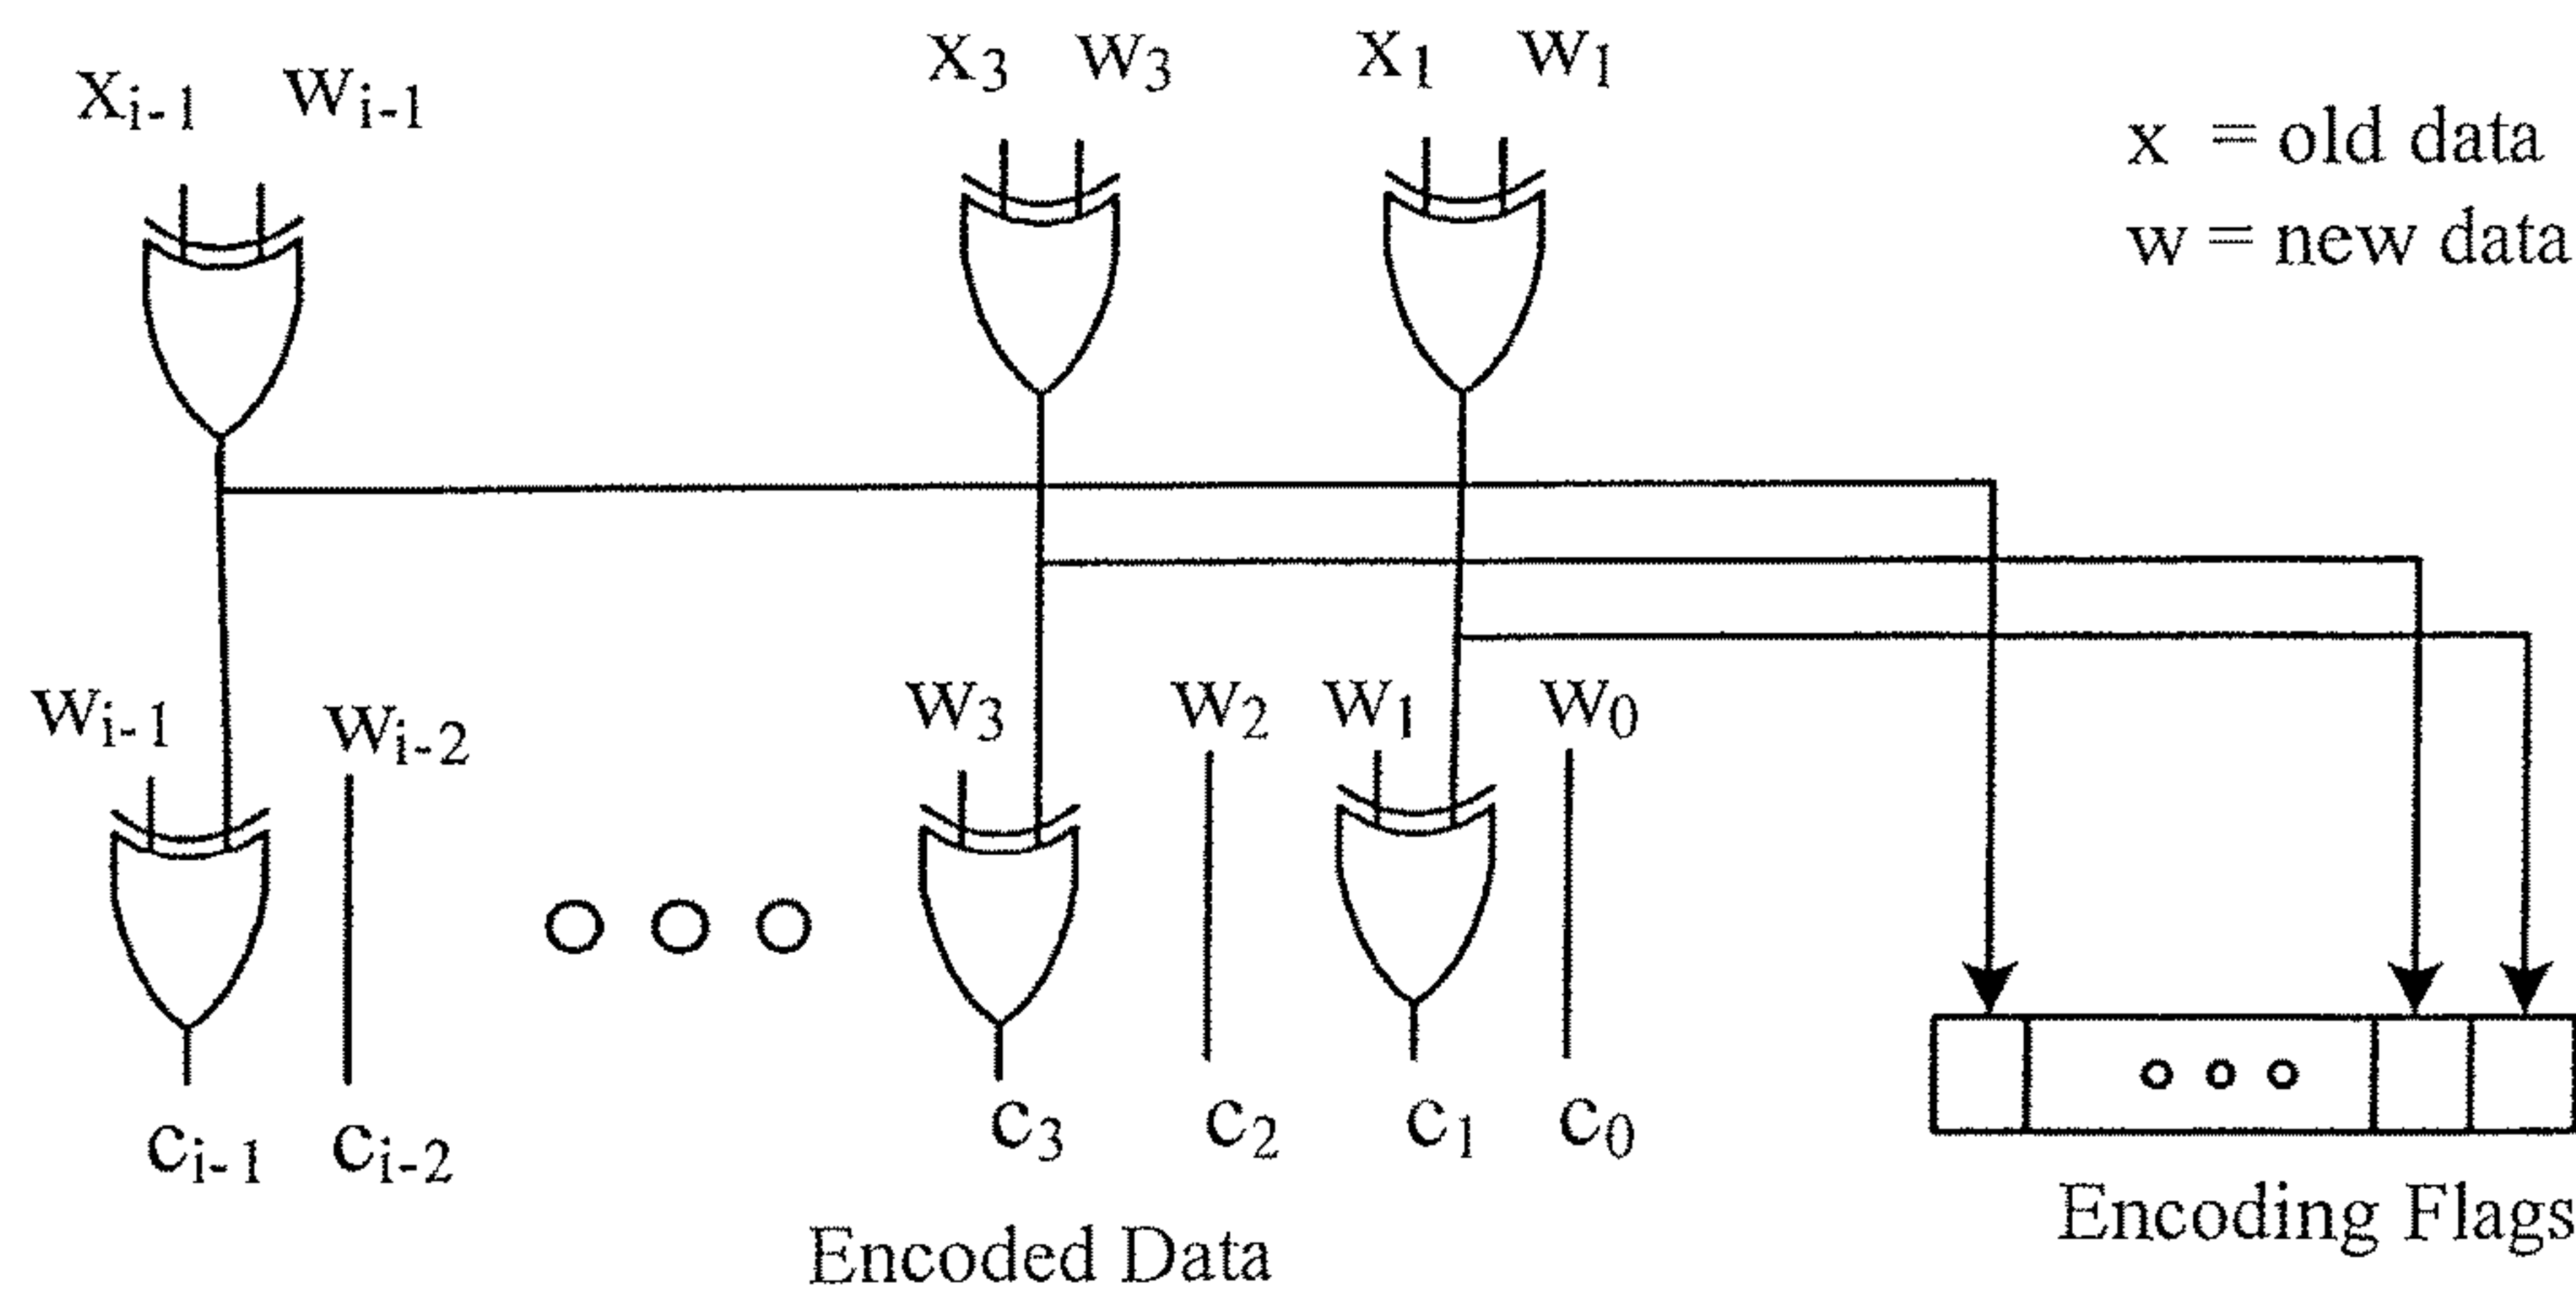 x₃ w₃ x₁ w₁
xᵢ₋₁ wᵢ₋₁
x = old data
w = new data
wᵢ₋₁ wᵢ₋₂ w₃ w₂ w₁ w₀
cᵢ₋₁ cᵢ₋₂ c₃ c₂ c₁ c₀
Encoded Data
Encoding Flags